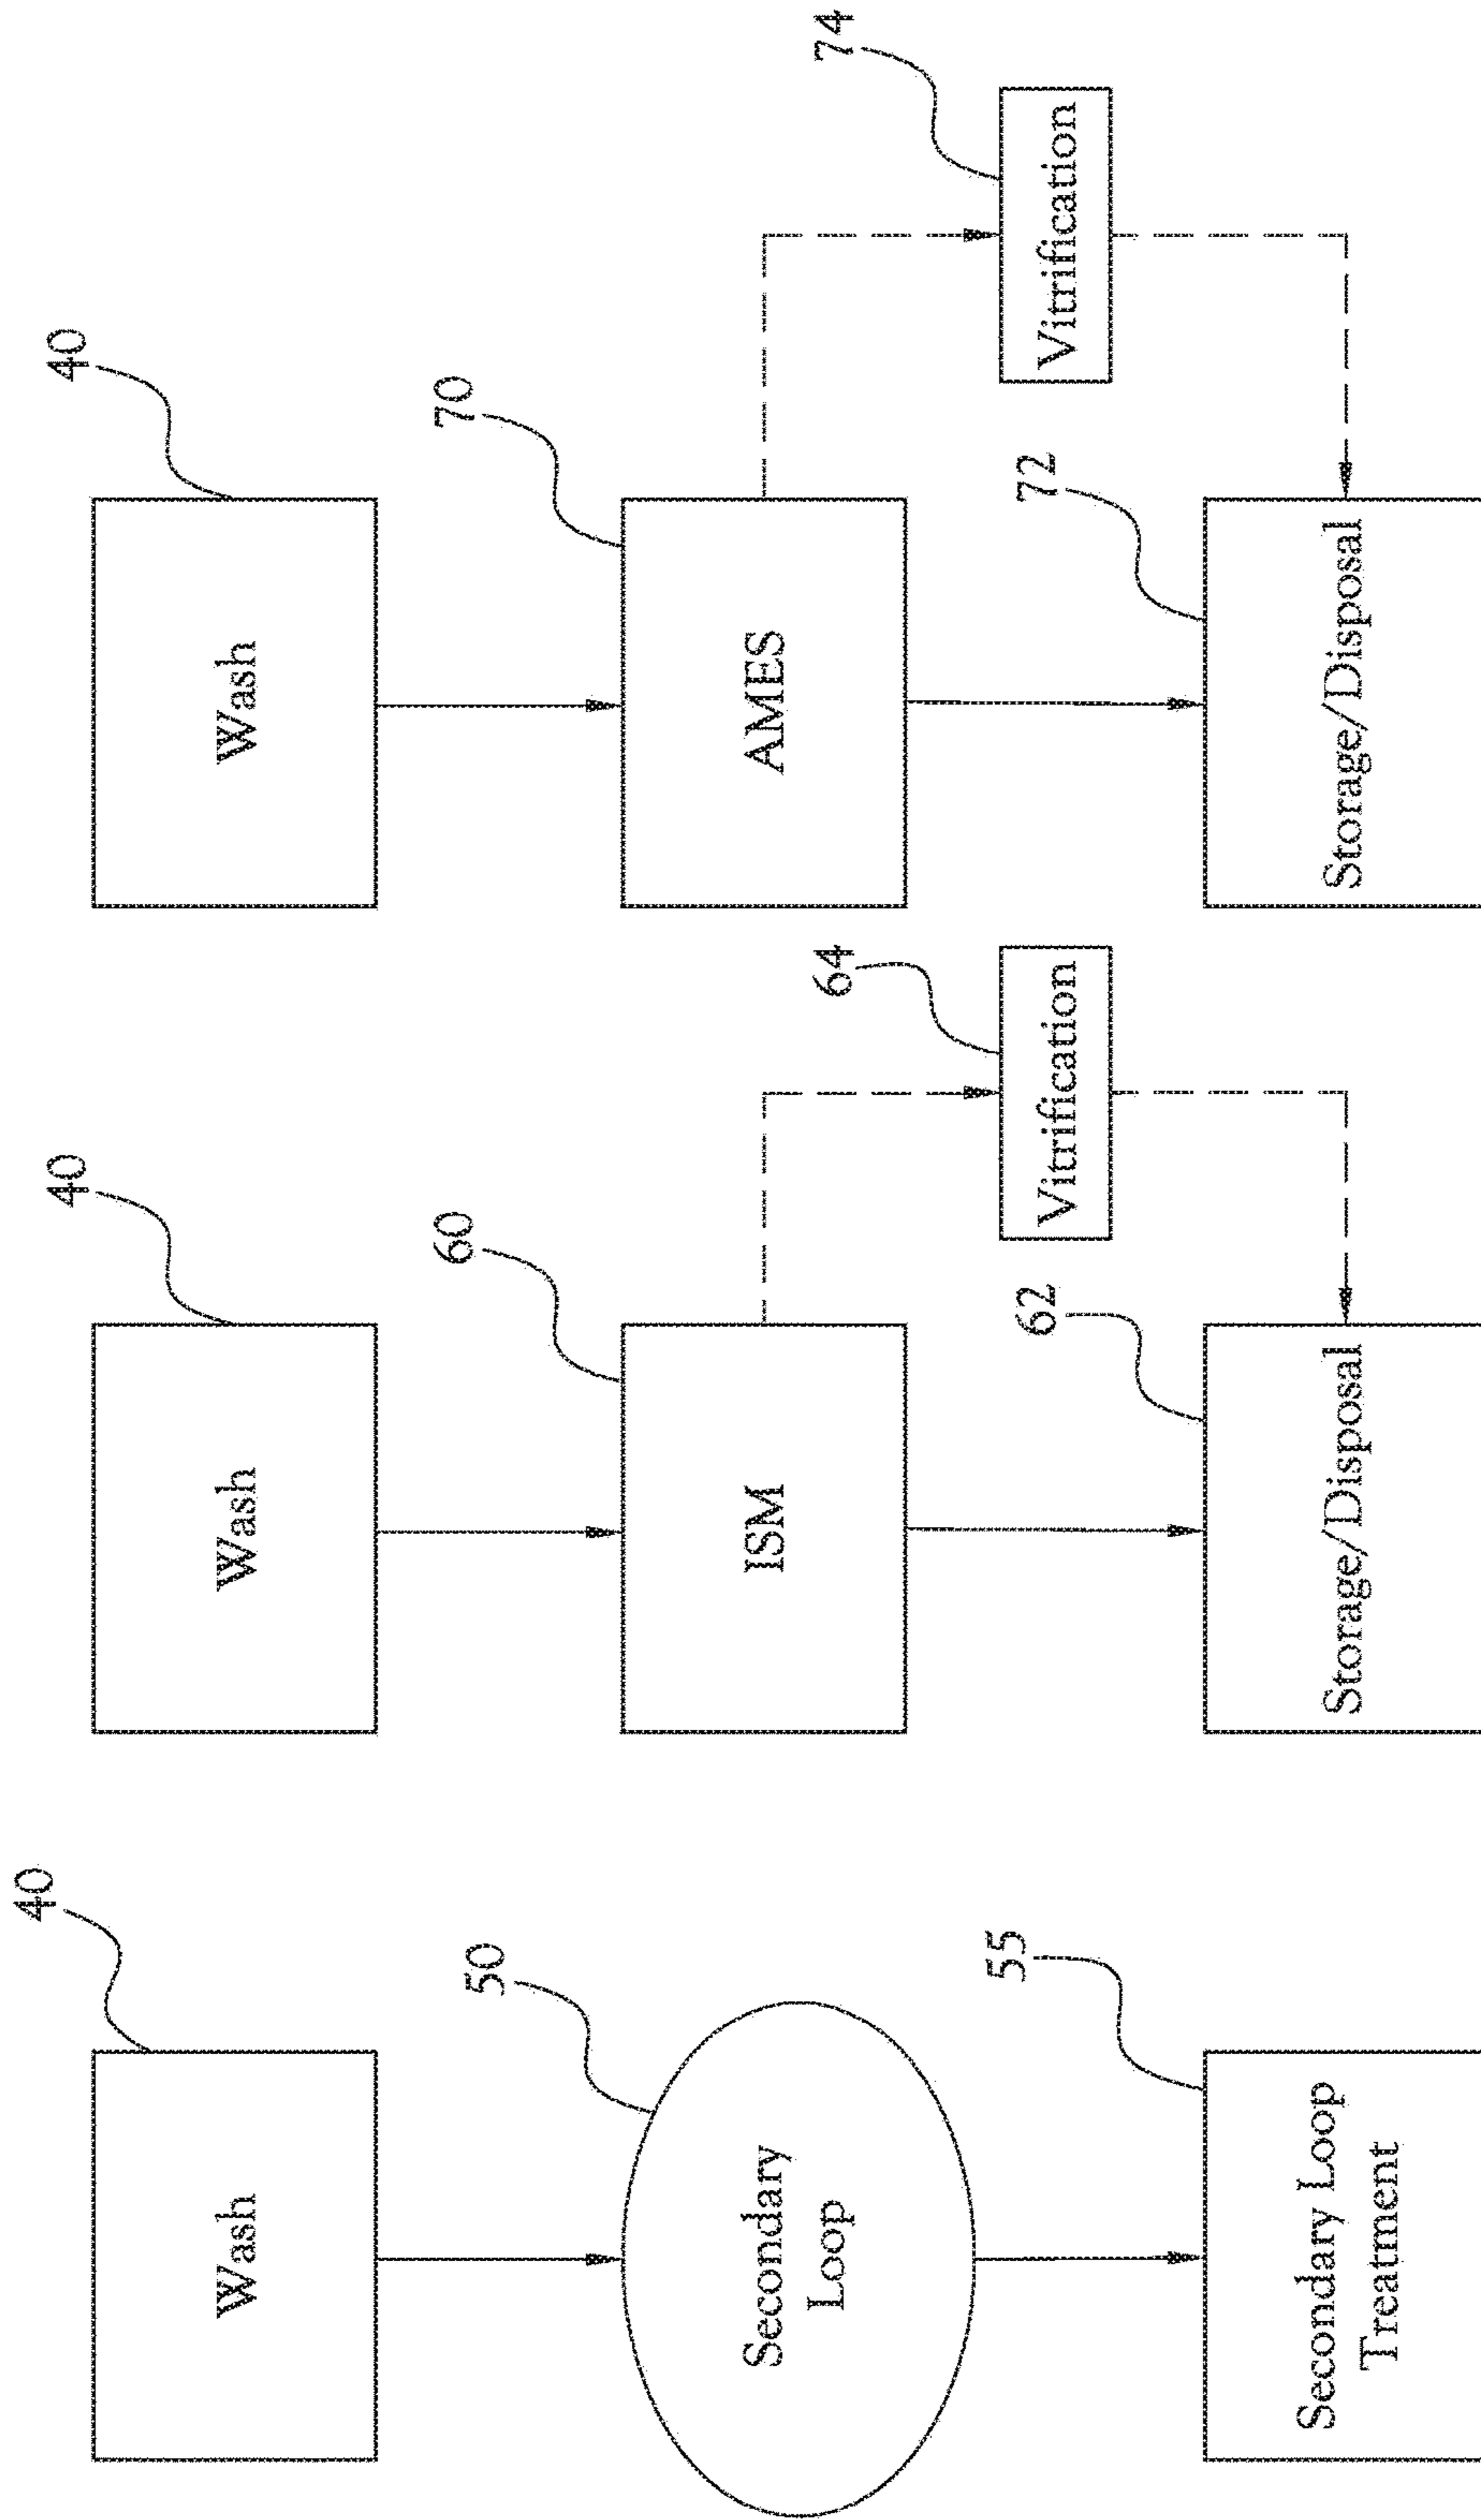 40
Wash
50
Secondary
Loop
55
Secondary Loop
Treatment
40
Wash
60
ISM
64
Vitrification
62
Storage/Disposal
40
Wash
70
AMES
74
Vitrification
72
Storage/Disposal